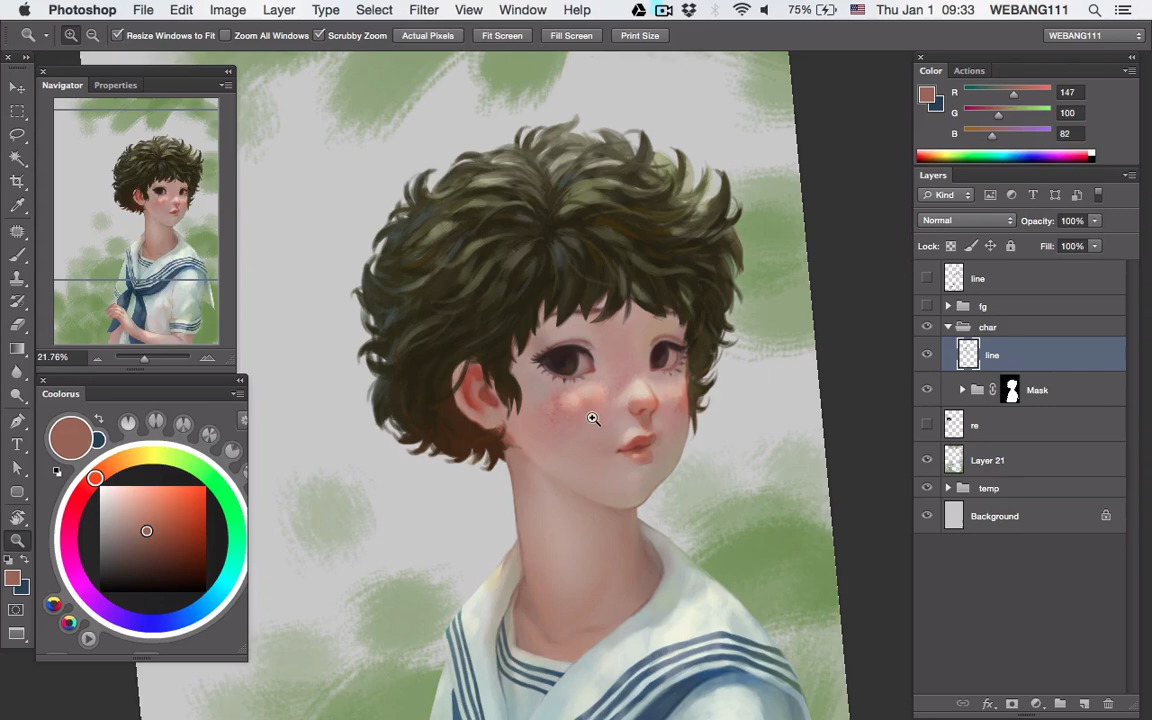 Photoshop File Edit Image Layer Type Select Filter View Window Help 75% Thu Jan 1 09:33 WEBANG111
Resize Windows to Fit Zoom All Windows Scrubby Zoom Actual Pixels Fit Screen Fill Screen Print Size WEBANG111
Navigator Properties
21.76%
Coolorus
Color Actions
R 147
G 100
B 82
Layers
Kind
Normal Opacity: 100%
Lock: Fill: 100%
line
fg
char
line
Mask
re
Layer 21
temp
Background